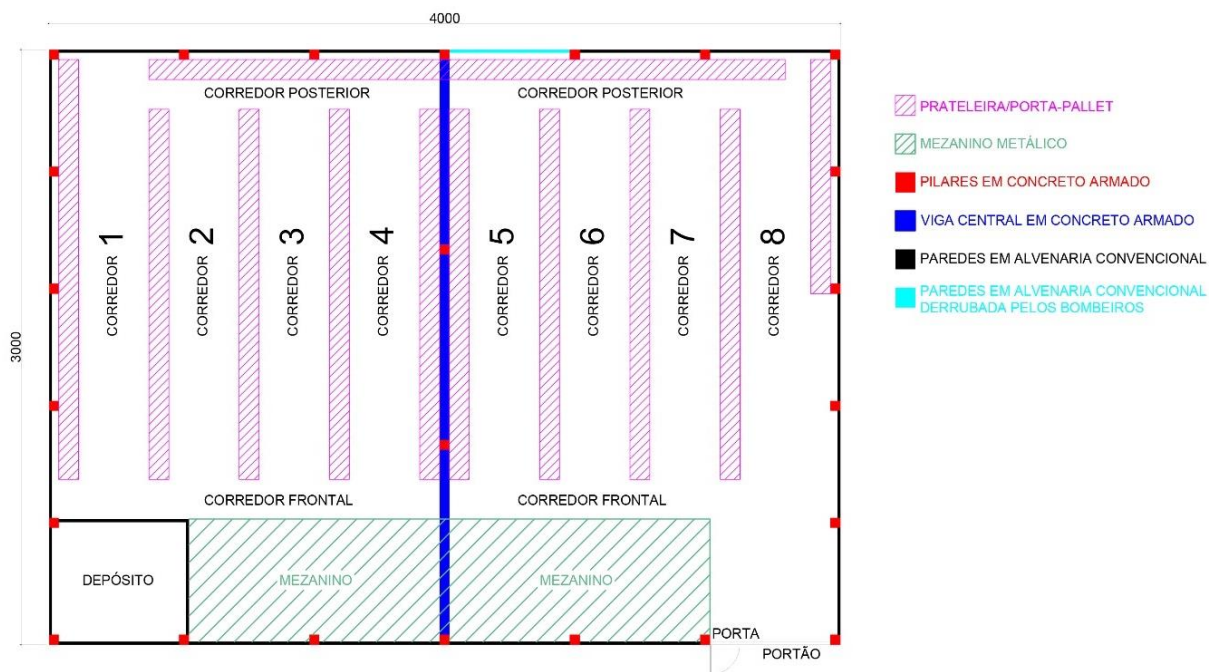 4000
3000
CORREDOR POSTERIOR
CORREDOR POSTERIOR
CORREDOR 1
CORREDOR 2
CORREDOR 3
CORREDOR 4
CORREDOR 5
CORREDOR 6
CORREDOR 7
CORREDOR 8
CORREDOR FRONTAL
CORREDOR FRONTAL
DEPÓSITO
MEZANINO
MEZANINO
PORTA
PORTÃO
PRATELEIRA/PORTA-PALLET
MEZANINO METÁLICO
PILARES EM CONCRETO ARMADO
VIGA CENTRAL EM CONCRETO ARMADO
PAREDES EM ALVENARIA CONVENCIONAL
PAREDES EM ALVENARIA CONVENCIONAL
DERRUBADA PELOS BOMBEIROS